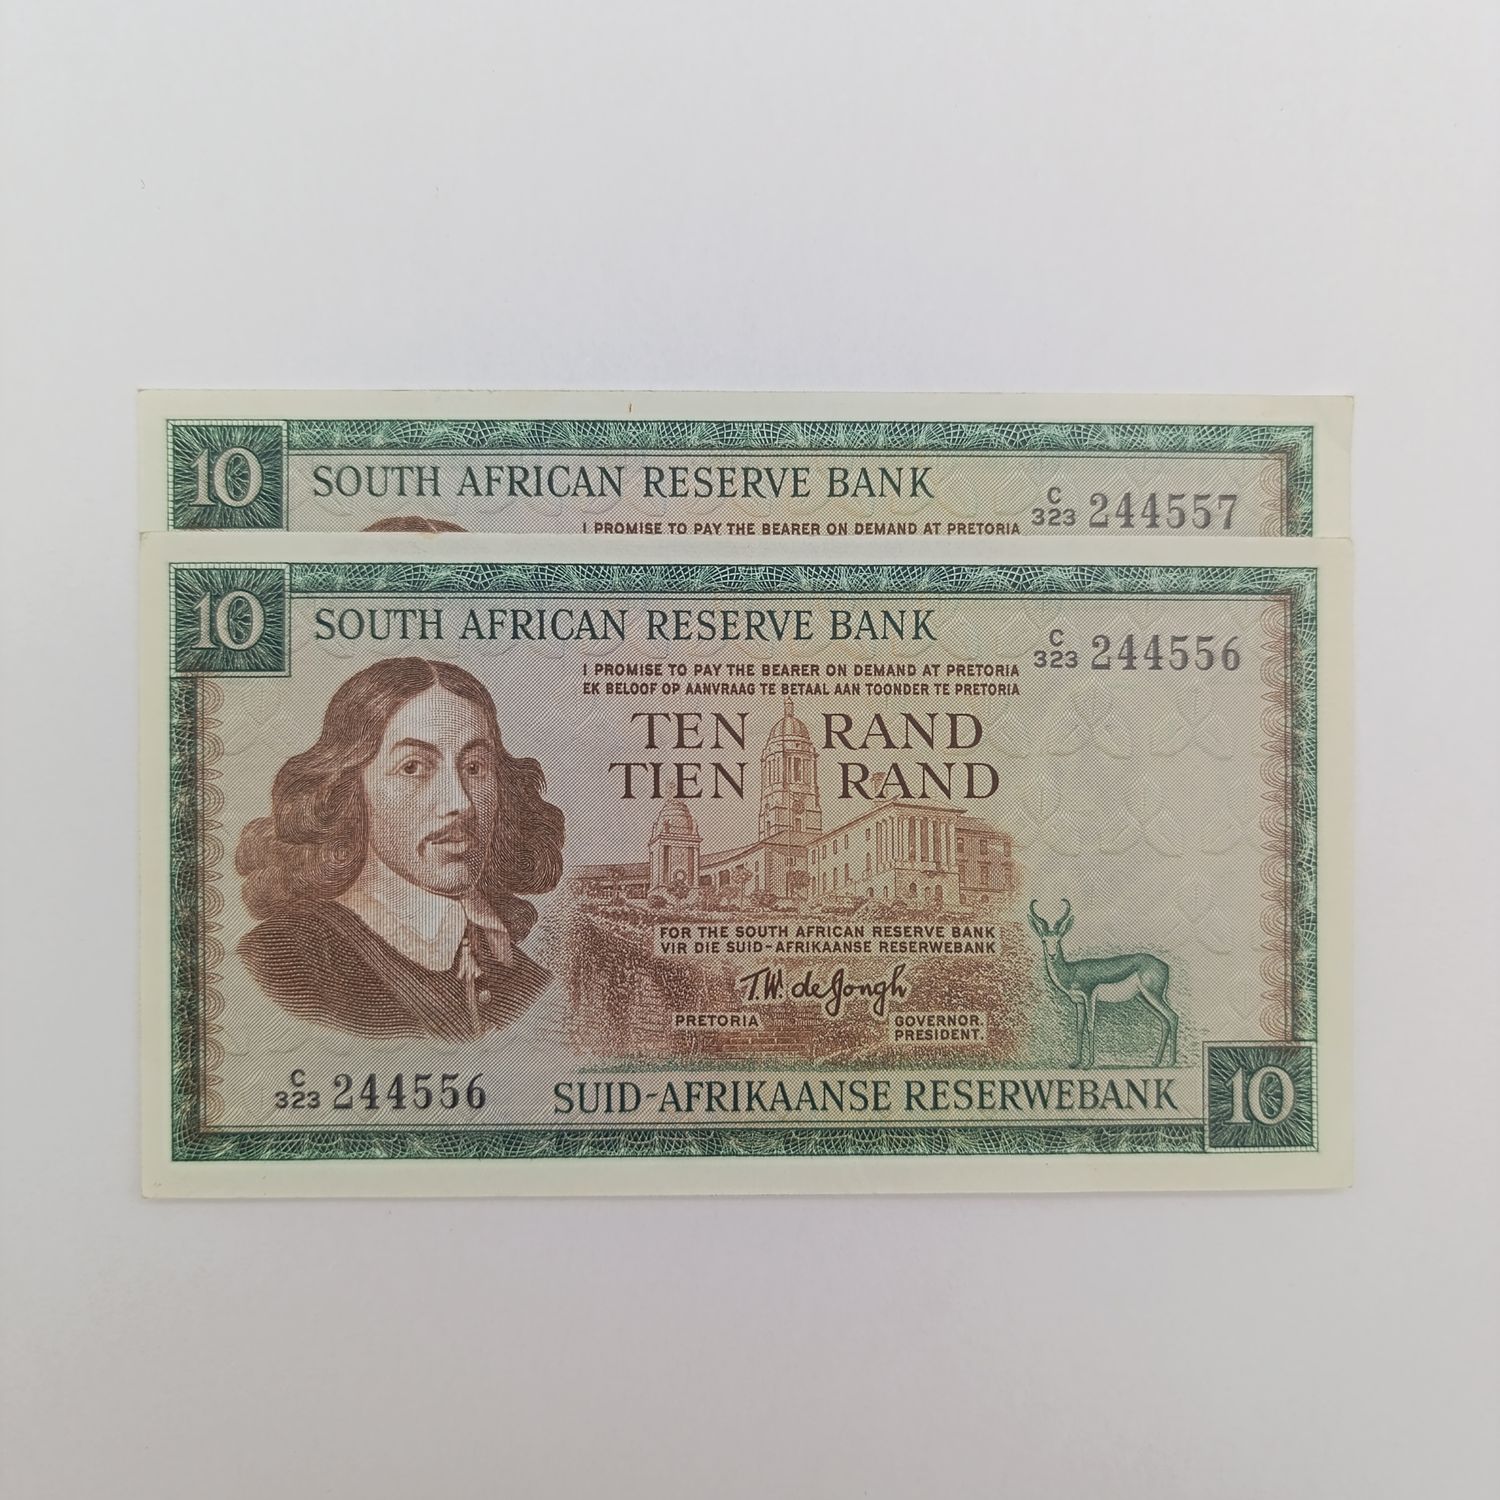 10
SOUTH AFRICAN RESERVE BANK
C/323 244557
I PROMISE TO PAY THE BEARER ON DEMAND AT PRETORIA
10
SOUTH AFRICAN RESERVE BANK
C/323 244556
I PROMISE TO PAY THE BEARER ON DEMAND AT PRETORIA
EK BELOOF OP AANVRAAG TE BETAAL AAN TOONDER TE PRETORIA
TEN RAND
TIEN RAND
FOR THE SOUTH AFRICAN RESERVE BANK
VIR DIE SUID-AFRIKAANSE RESERWEBANK
T.W. de Jongh
PRETORIA GOVERNOR.
PRESIDENT.
C/323 244556
SUID-AFRIKAANSE RESERWEBANK
10